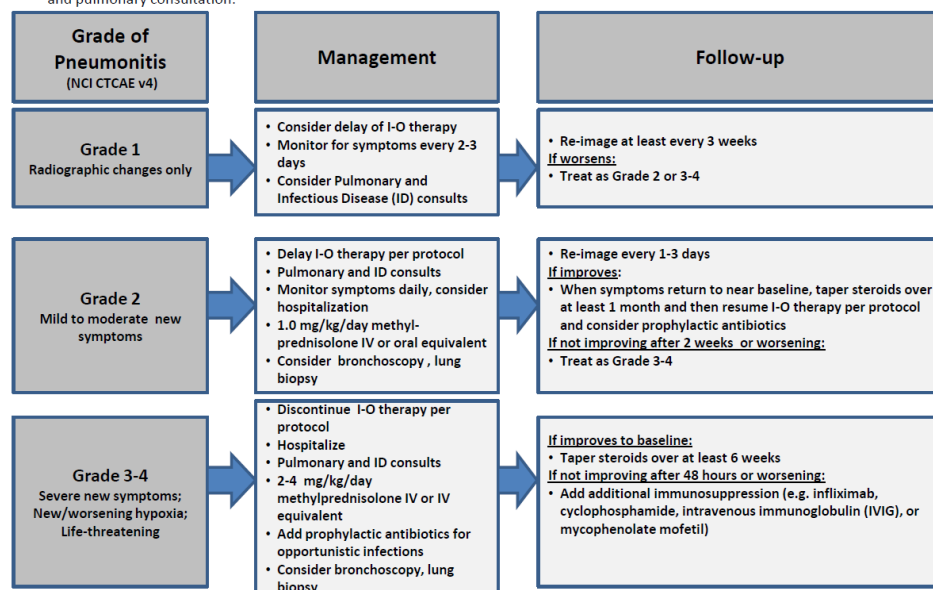 and pulmonary consultation.
Grade of
Pneumonitis
(NCI CTCAE v4)
Management
Follow-up
Grade 1
Radiographic changes only
• Consider delay of I-O therapy
• Monitor for symptoms every 2-3
days
• Consider Pulmonary and
Infectious Disease (ID) consults
• Re-image at least every 3 weeks
If worsens:
• Treat as Grade 2 or 3-4
Grade 2
Mild to moderate new
symptoms
• Delay I-O therapy per protocol
• Pulmonary and ID consults
• Monitor symptoms daily, consider
hospitalization
• 1.0 mg/kg/day methyl-
prednisolone IV or oral equivalent
• Consider bronchoscopy , lung
biopsy
• Re-image every 1-3 days
If improves:
• When symptoms return to near baseline, taper steroids over
at least 1 month and then resume I-O therapy per protocol
and consider prophylactic antibiotics
If not improving after 2 weeks or worsening:
• Treat as Grade 3-4
Grade 3-4
Severe new symptoms;
New/worsening hypoxia;
Life-threatening
• Discontinue I-O therapy per
protocol
• Hospitalize
• Pulmonary and ID consults
• 2-4 mg/kg/day
methylprednisolone IV or IV
equivalent
• Add prophylactic antibiotics for
opportunistic infections
• Consider bronchoscopy, lung
biopsy
If improves to baseline:
• Taper steroids over at least 6 weeks
If not improving after 48 hours or worsening:
• Add additional immunosuppression (e.g. infliximab,
cyclophosphamide, intravenous immunoglobulin (IVIG), or
mycophenolate mofetil)